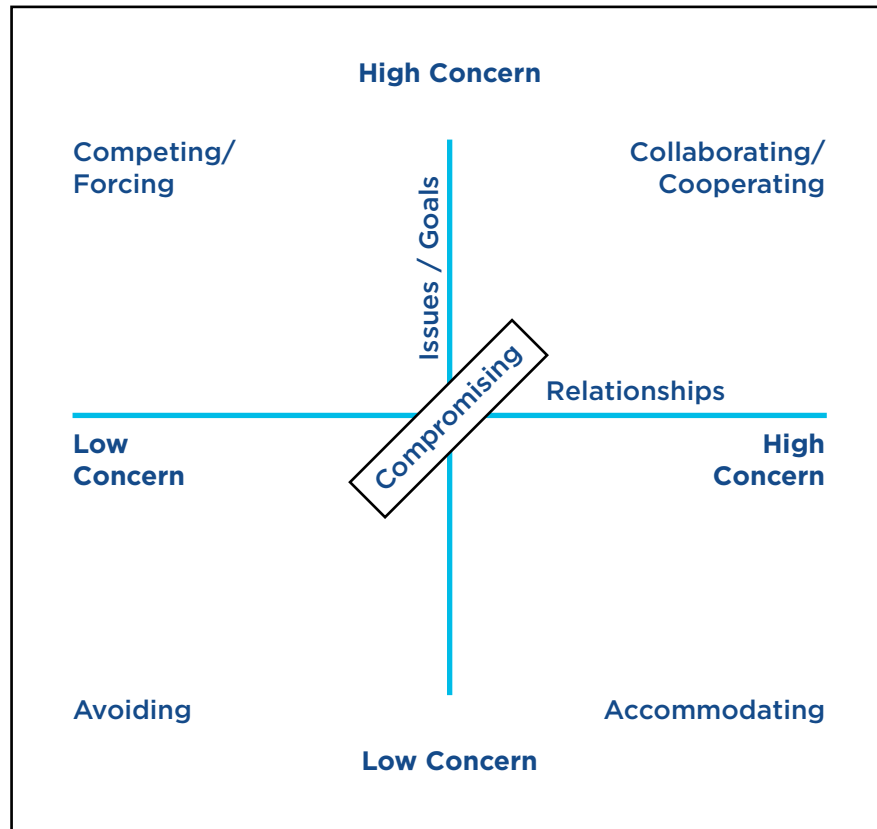 High Concern
Competing/
Forcing
Collaborating/
Cooperating
Issues / Goals
Compromising
Relationships
Low
Concern
High
Concern
Avoiding
Accommodating
Low Concern